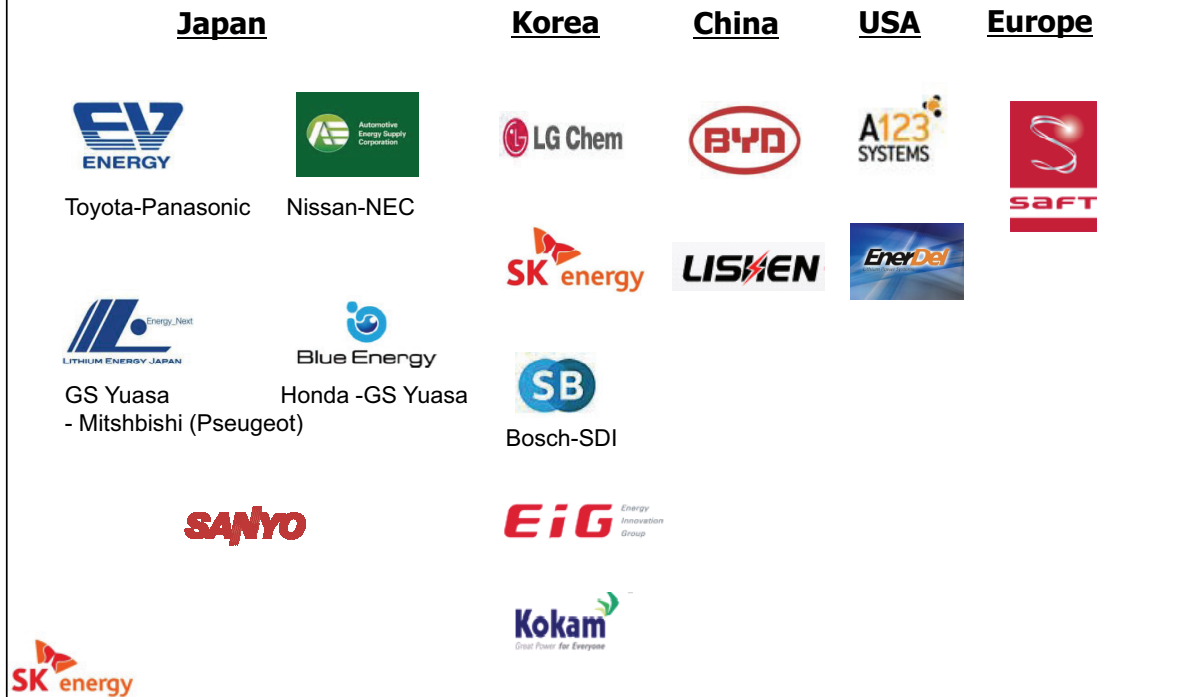 Japan
Korea
China
USA
Europe
EV
ENERGY
Toyota-Panasonic
AE
Automotive
Energy Supply
Corporation
Nissan-NEC
LG Chem
BYD
A123
SYSTEMS
SAFT
SK energy
LISHEN
EnerDel
Energy_Next
LITHIUM ENERGY JAPAN
GS Yuasa
- Mitshbishi (Pseugeot)
Blue Energy
Honda -GS Yuasa
SB
Bosch-SDI
SANYO
EiG
Energy
Innovation
Group
Kokam
Great Power for Everyone
SK energy